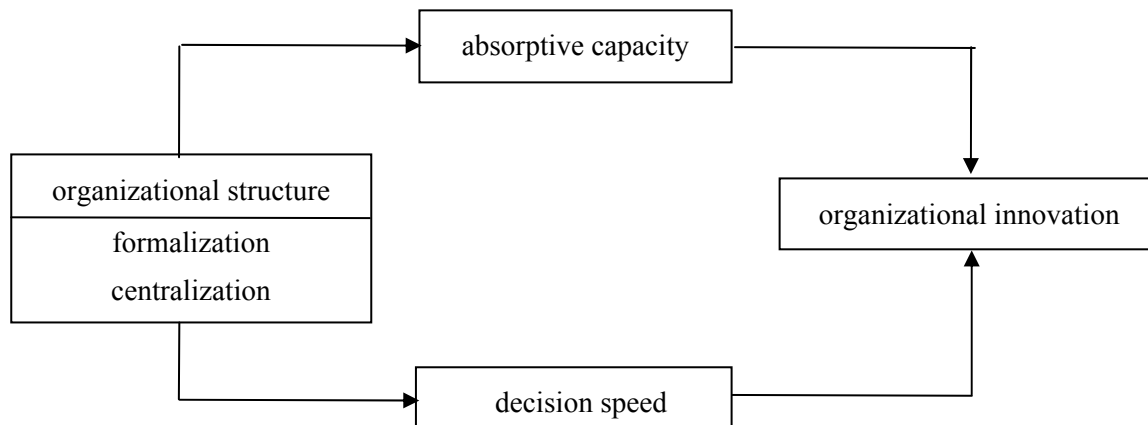 absorptive capacity
organizational structure
formalization
centralization
organizational innovation
decision speed